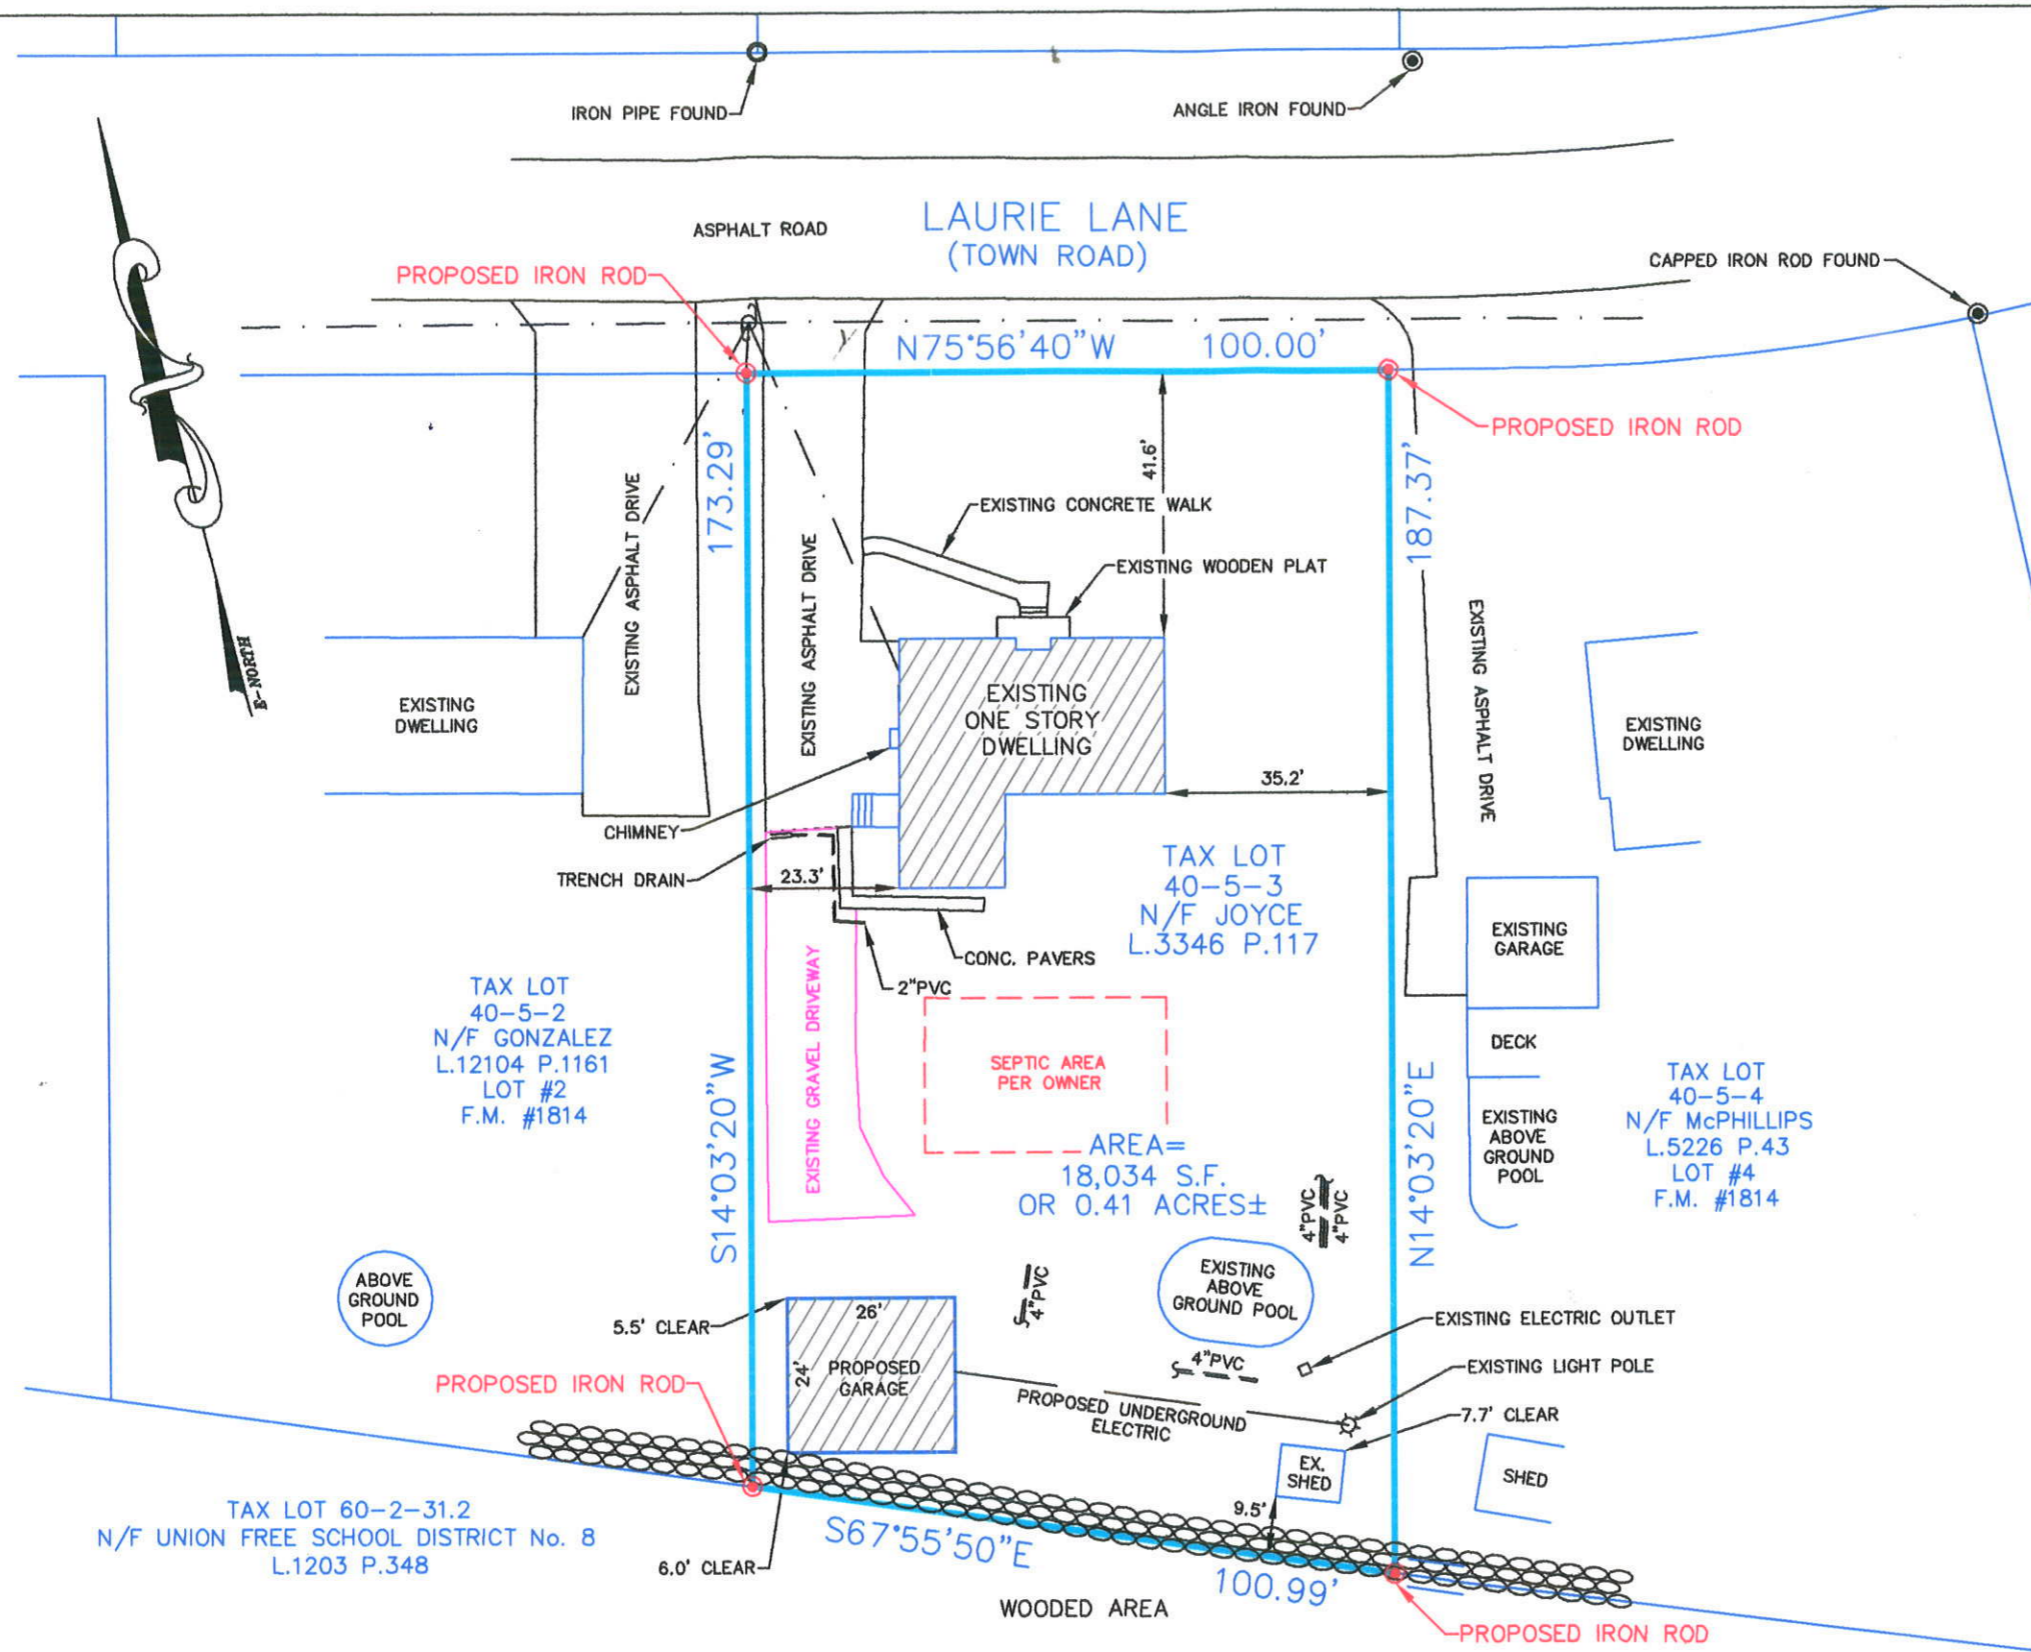 IRON PIPE FOUND
ANGLE IRON FOUND
ASPHALT ROAD
LAURIE LANE
(TOWN ROAD)
PROPOSED IRON ROD
CAPPED IRON ROD FOUND
N75°56'40"W 100.00'
PROPOSED IRON ROD
173.29'
41.6'
187.37'
EXISTING ASPHALT DRIVE
EXISTING ASPHALT DRIVE
EXISTING CONCRETE WALK
EXISTING WOODEN PLAT
EXISTING ASPHALT DRIVE
E-NORTH
EXISTING
DWELLING
EXISTING
ONE STORY
DWELLING
EXISTING
DWELLING
35.2'
CHIMNEY
TRENCH DRAIN
23.3'
TAX LOT
40-5-3
N/F JOYCE
L.3346 P.117
EXISTING
GARAGE
CONC. PAVERS
2"PVC
TAX LOT
40-5-2
N/F GONZALEZ
L.12104 P.1161
LOT #2
F.M. #1814
EXISTING GRAVEL DRIVEWAY
SEPTIC AREA
PER OWNER
DECK
TAX LOT
40-5-4
N/F McPHILLIPS
L.5226 P.43
LOT #4
F.M. #1814
EXISTING
ABOVE
GROUND
POOL
S14°03'20"W
N14°03'20"E
AREA=
18,034 S.F.
OR 0.41 ACRES±
4"PVC
4"PVC
4"PVC
ABOVE
GROUND
POOL
EXISTING
ABOVE
GROUND POOL
5.5' CLEAR
26'
24'
PROPOSED
GARAGE
EXISTING ELECTRIC OUTLET
4"PVC
EXISTING LIGHT POLE
PROPOSED IRON ROD
PROPOSED UNDERGROUND
ELECTRIC
7.7' CLEAR
EX.
SHED
SHED
9.5'
TAX LOT 60-2-31.2
N/F UNION FREE SCHOOL DISTRICT No. 8
L.1203 P.348
6.0' CLEAR
S67°55'50"E
100.99'
WOODED AREA
PROPOSED IRON ROD